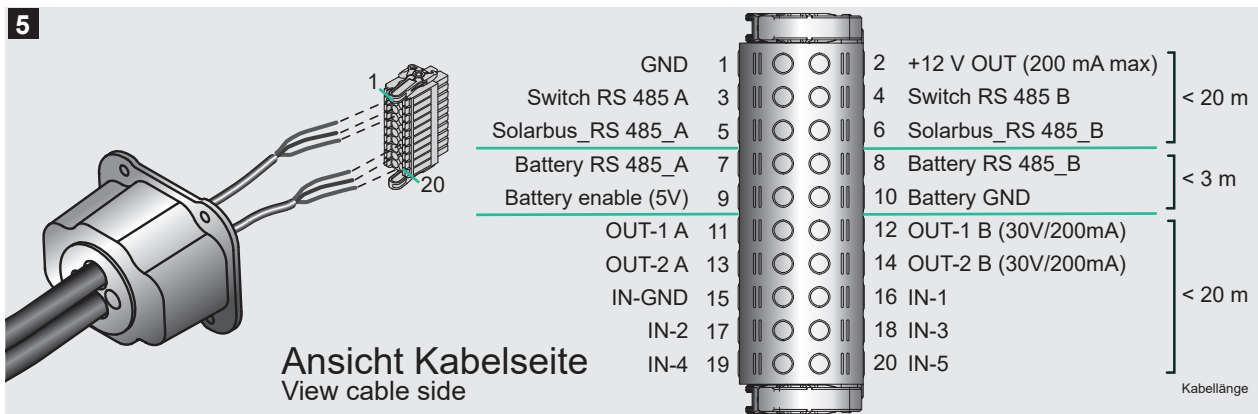 5
1
20
Ansicht Kabelseite
View cable side
GND 1 2 +12 V OUT (200 mA max)
Switch RS 485 A 3 4 Switch RS 485 B
Solarbus_RS 485_A 5 6 Solarbus_RS 485_B
< 20 m
Battery RS 485_A 7 8 Battery RS 485_B
Battery enable (5V) 9 10 Battery GND
< 3 m
OUT-1 A 11 12 OUT-1 B (30V/200mA)
OUT-2 A 13 14 OUT-2 B (30V/200mA)
IN-GND 15 16 IN-1
IN-2 17 18 IN-3
IN-4 19 20 IN-5
< 20 m
Kabellänge